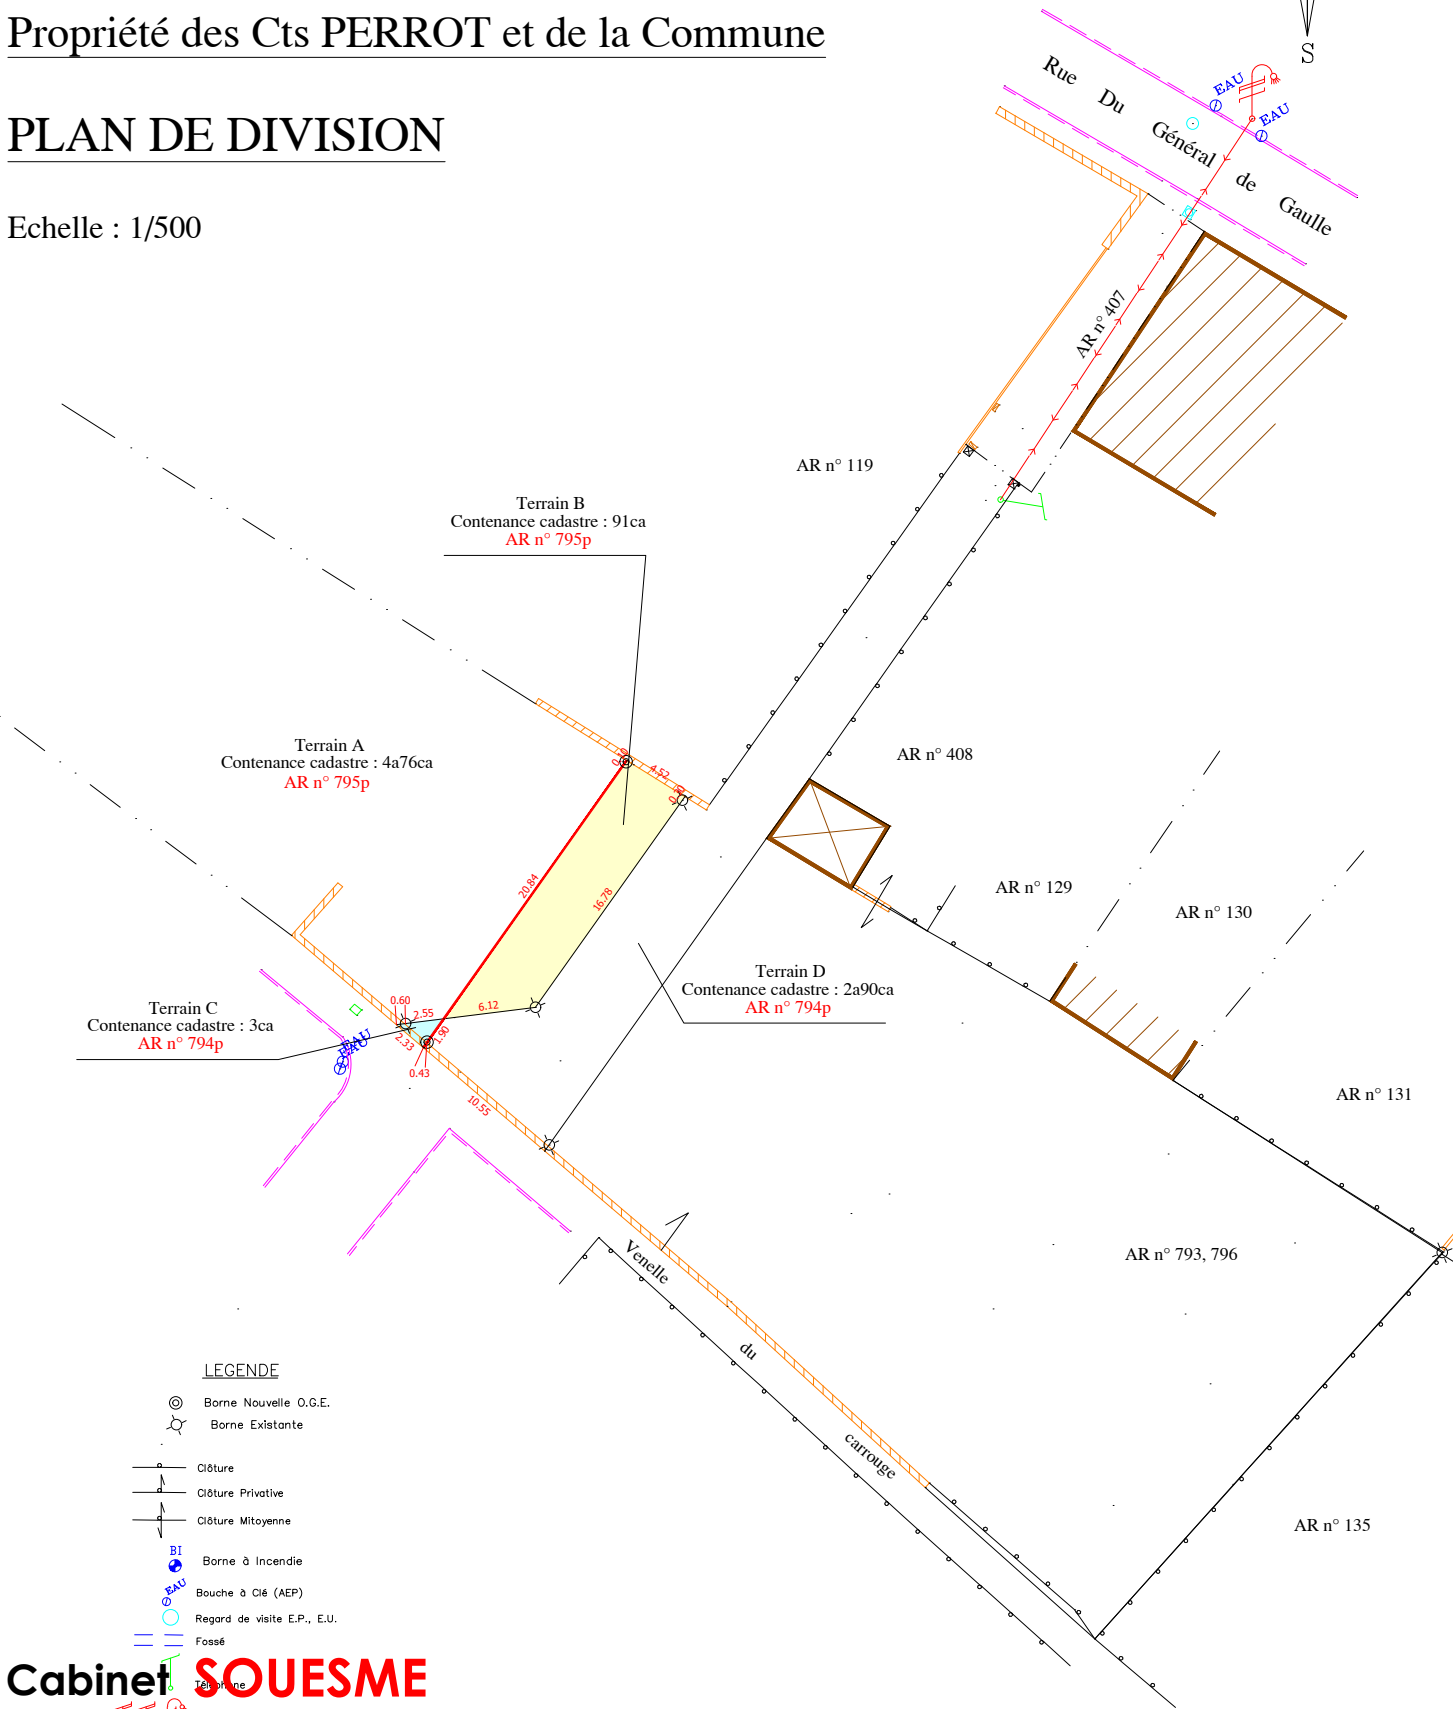 Propriété des Cts PERROT et de la Commune
S
PLAN DE DIVISION
Echelle : 1/500
Rue Du Général de Gaulle
EAU
EAU
AR n° 407
AR n° 119
Terrain B
Contenance cadastre : 91ca
AR n° 795p
Terrain A
Contenance cadastre : 4a76ca
AR n° 795p
4.52
AR n° 408
20.84
16.78
AR n° 129
AR n° 130
Terrain D
Contenance cadastre : 2a90ca
AR n° 794p
Terrain C
Contenance cadastre : 3ca
AR n° 794p
0.60
2.55
6.12
2.33
1.90
0.43
10.55
EAU
EAU
AR n° 131
AR n° 793, 796
Venelle du carrouge
AR n° 135
LEGENDE
Borne Nouvelle O.G.E.
Borne Existante
Clôture
Clôture Privative
Clôture Mitoyenne
BI
Borne à Incendie
EAU
Bouche à Clé (AEP)
Regard de visite E.P., E.U.
Fossé
Téléphone
Cabinet SOUESME